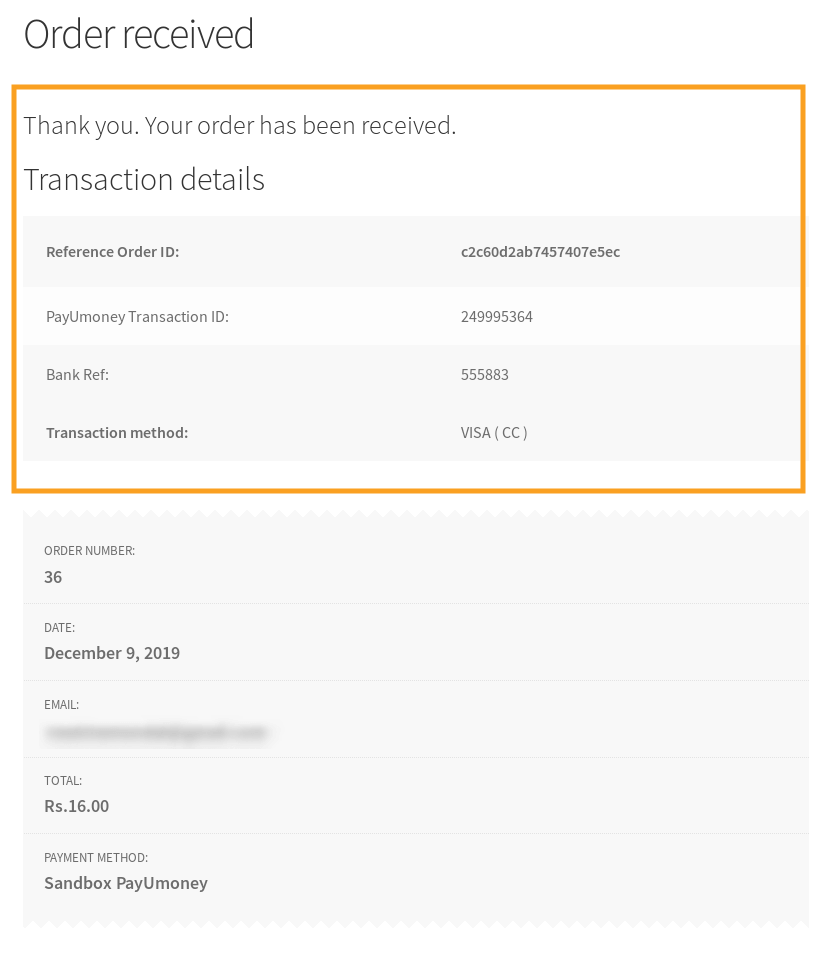 Order received
Thank you. Your order has been received.
Transaction details
Reference Order ID: c2c60d2ab7457407e5ec
PayUmoney Transaction ID: 249995364
Bank Ref: 555883
Transaction method: VISA ( CC )
ORDER NUMBER:
36
DATE:
December 9, 2019
EMAIL:
TOTAL:
Rs.16.00
PAYMENT METHOD:
Sandbox PayUmoney